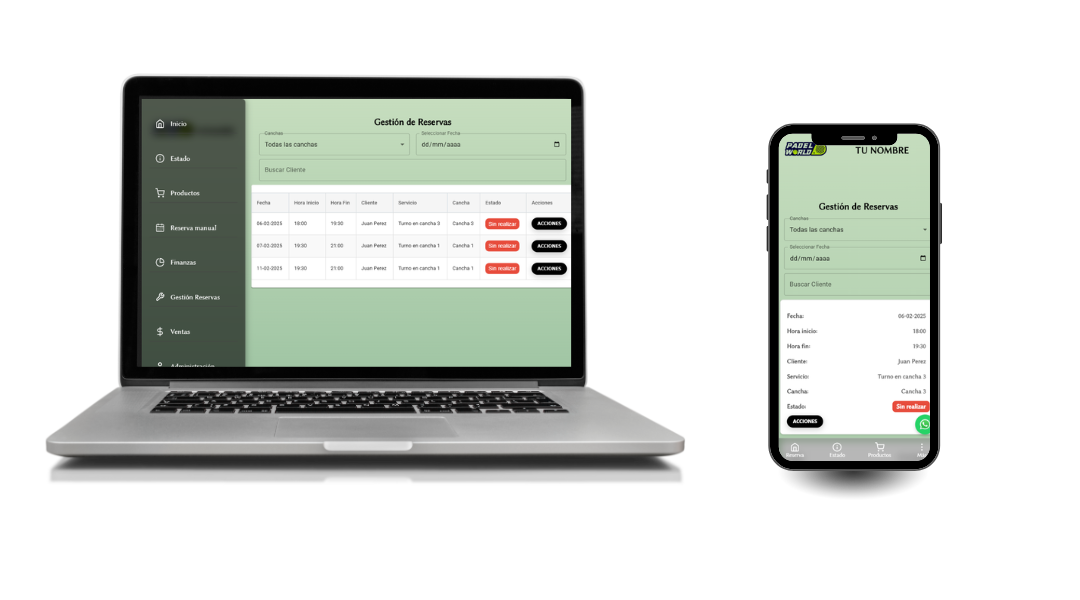 Inicio
Estado
Productos
Reserva manual
Finanzas
Gestión Reservas
Ventas
Administración
Gestión de Reservas
Canchas Seleccionar Fecha
Todas las canchas dd/mm/aaaa
Buscar Cliente
Fecha Hora Inicio Hora Fin Cliente Servicio Cancha Estado Acciones
06-02-2025 18:00 19:30 Juan Perez Turno en cancha 3 Cancha 3 Sin realizar ACCIONES
07-02-2025 19:30 21:00 Juan Perez Turno en cancha 1 Cancha 1 Sin realizar ACCIONES
11-02-2025 19:30 21:00 Juan Perez Turno en cancha 1 Cancha 1 Sin realizar ACCIONES
PADEL
WORLD
TU NOMBRE
Gestión de Reservas
Canchas
Todas las canchas
Seleccionar Fecha
dd/mm/aaaa
Buscar Cliente
Fecha: 06-02-2025
Hora inicio: 18:00
Hora fin: 19:30
Cliente: Juan Perez
Servicio: Turno en cancha 3
Cancha: Cancha 3
Estado: Sin realizar
ACCIONES
Reserva Estado Productos